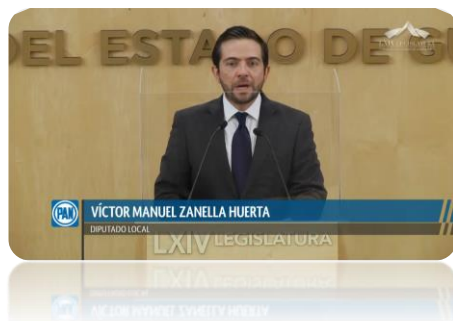 DEL ESTADO DE G
PAN
VÍCTOR MANUEL ZANELLA HUERTA
DIPUTADO LOCAL
LXIV LEGISLATURA